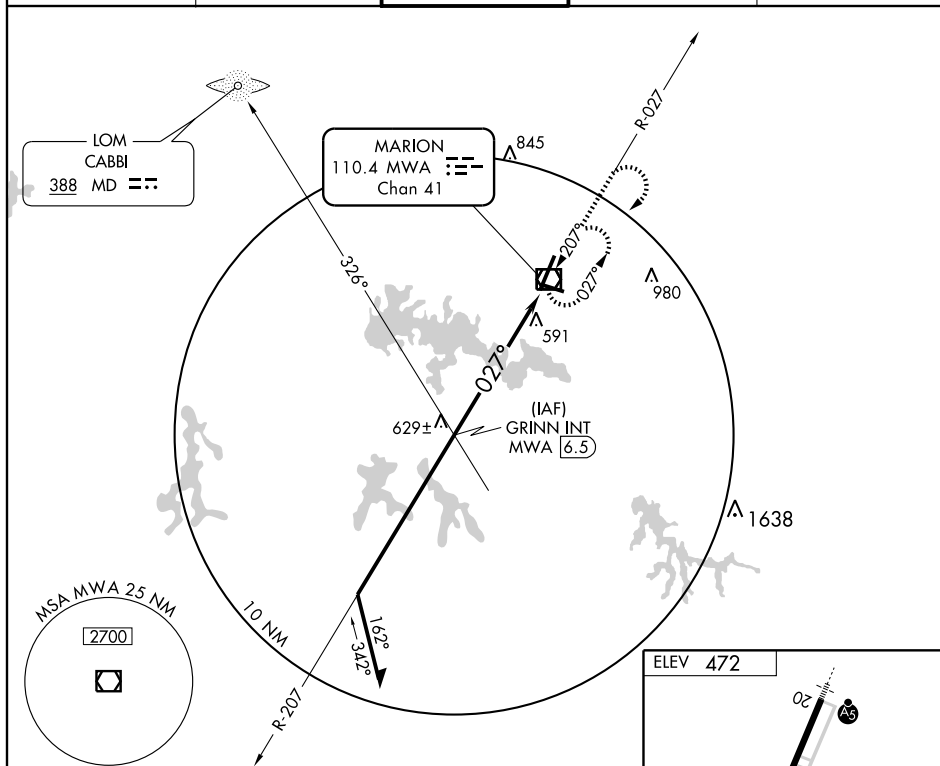 LOM
CABBI
388 MD
MARION
110.4 MWA
Chan 41
845
R-027
207°
027°
980
591
326°
027°
(IAF)
GRINN INT
MWA 6.5
629±
1638
MSA MWA 25 NM
2700
10 NM
162°
342°
R-207
ELEV 472
20
A5